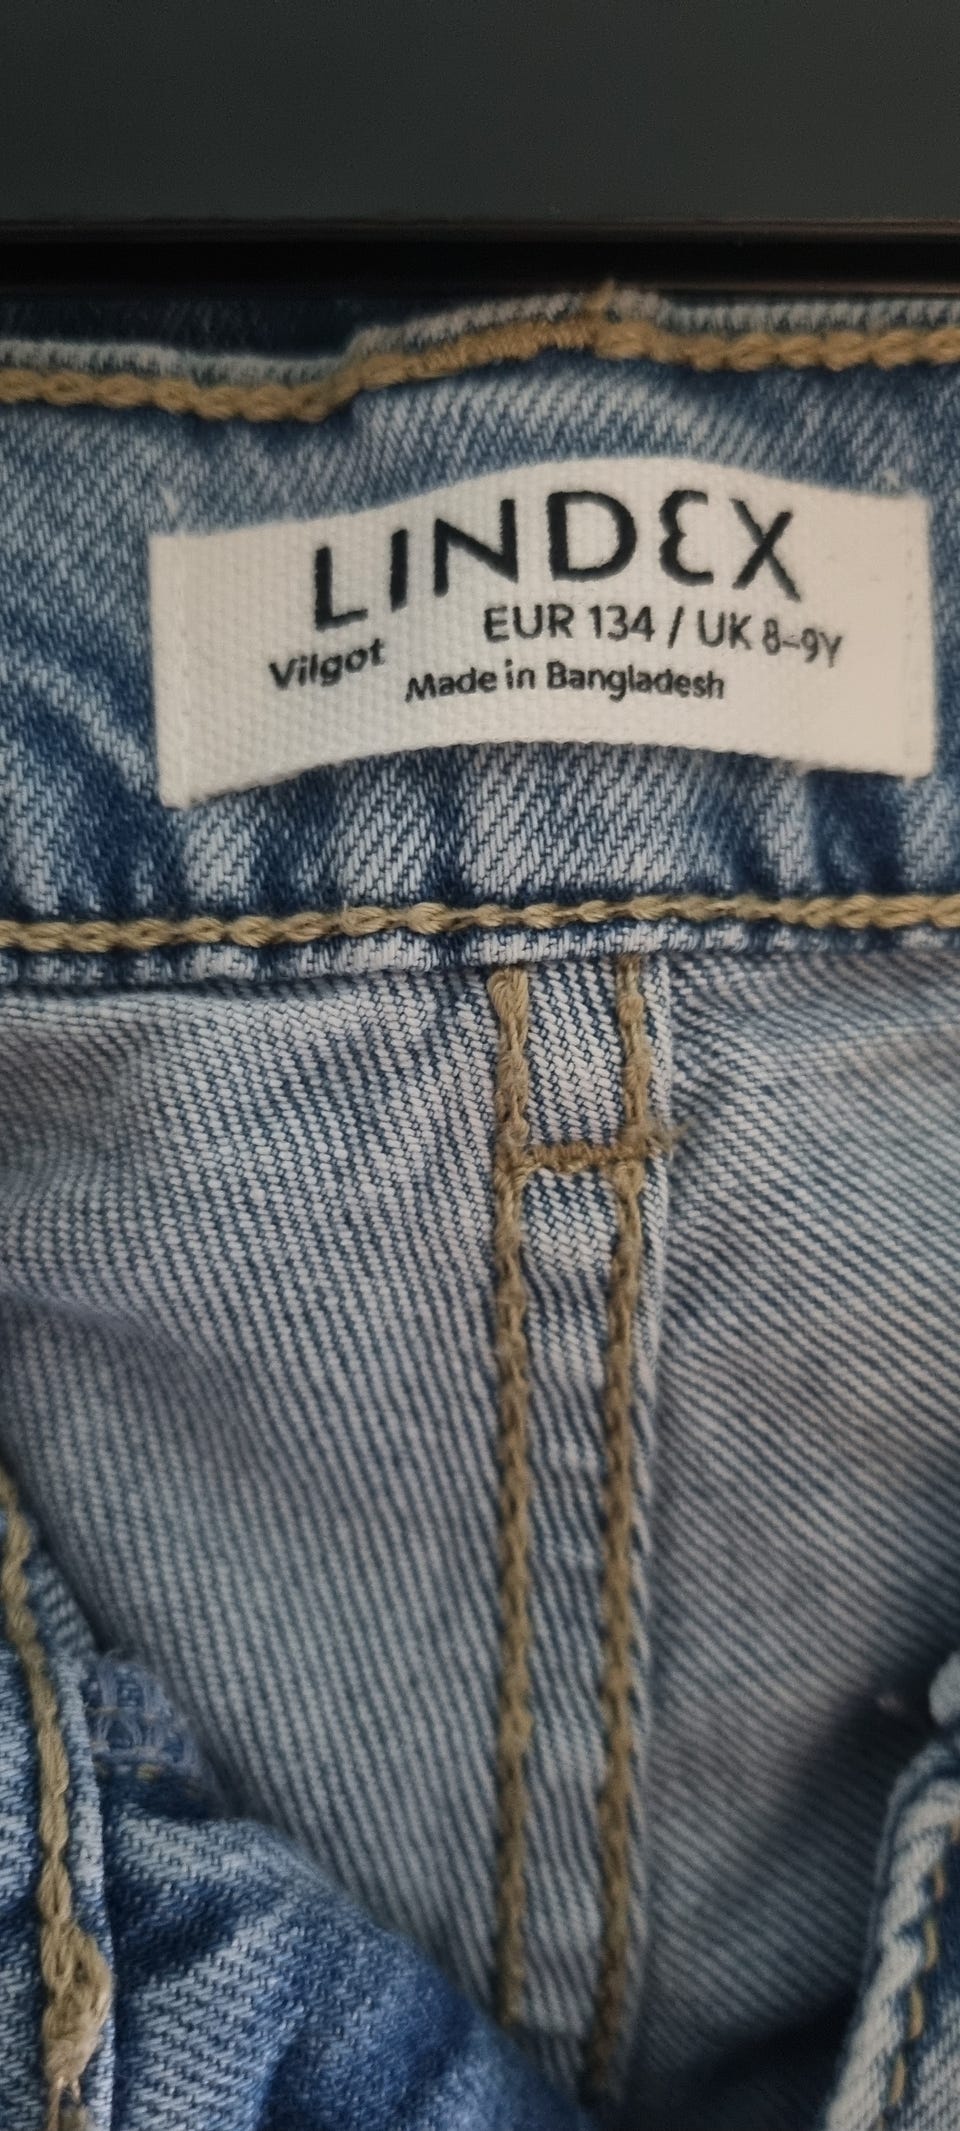 LINDEX
EUR 134 / UK 8-9Y
Vilgot
Made in Bangladesh